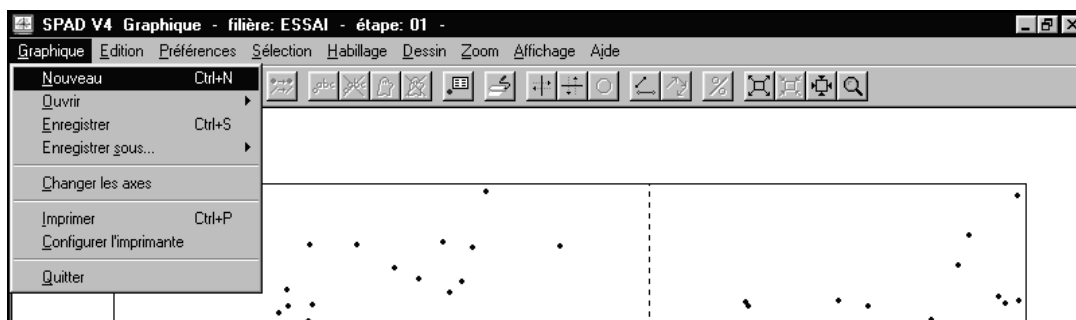 SPAD V4 Graphique - filière: ESSAI - étape: 01 -
Graphique Edition Préférences Sélection Habillage Dessin Zoom Affichage Aide
Nouveau Ctrl+N
Ouvrir
Enregistrer Ctrl+S
Enregistrer sous...
Changer les axes
Imprimer Ctrl+P
Configurer l'imprimante
Quitter
abc
%